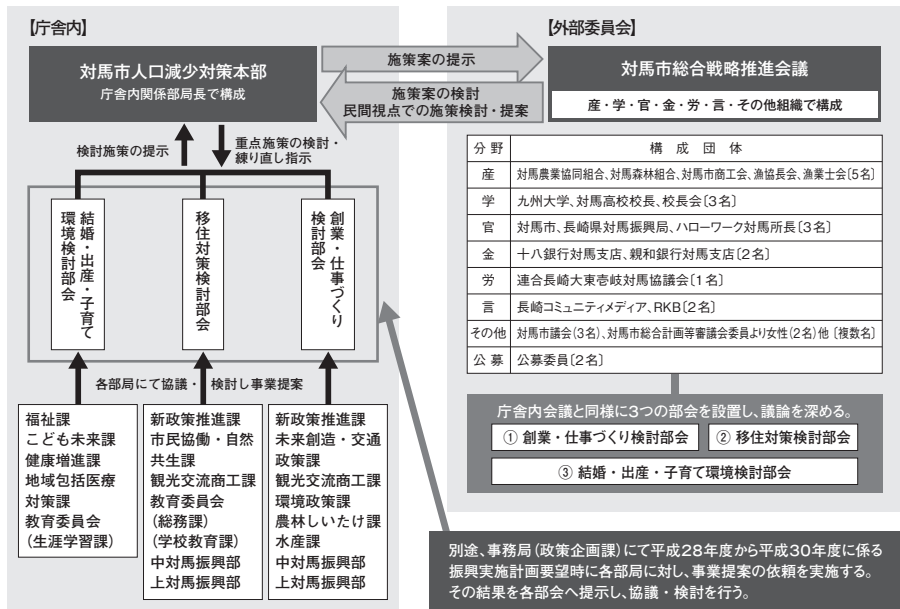 【庁舎内】
対馬市人口減少対策本部
庁舎内関係部局長で構成
施策案の提示
施策案の検討
民間視点での施策検討・提案
検討施策の提示
重点施策の検討・
練り直し指示
結婚・出産・子育て
環境検討部会
移住対策検討部会
創業・仕事づくり
検討部会
各部局にて協議・検討し事業提案
福祉課
こども未来課
健康増進課
地域包括医療
対策課
教育委員会
(生涯学習課)
新政策推進課
市民協働・自然
共生課
観光交流商工課
教育委員会
(総務課)
(学校教育課)
中対馬振興部
上対馬振興部
新政策推進課
未来創造・交通
政策課
観光交流商工課
環境政策課
農林しいたけ課
水産課
中対馬振興部
上対馬振興部
【外部委員会】
対馬市総合戦略推進会議
産・学・官・金・労・言・その他組織で構成
分野 構成団体
産 対馬農業協同組合、対馬森林組合、対馬市商工会、漁協長会、漁業士会〔5名〕
学 九州大学、対馬高校校長、校長会〔3名〕
官 対馬市、長崎県対馬振興局、ハローワーク対馬所長〔3名〕
金 十八銀行対馬支店、親和銀行対馬支店〔2名〕
労 連合長崎大東壱岐対馬協議会〔1名〕
言 長崎コミュニティメディア、RKB〔2名〕
その他 対馬市議会(3名)、対馬市総合計画等審議会委員より女性(2名)他〔複数名〕
公募 公募委員〔2名〕
庁舎内会議と同様に3つの部会を設置し、議論を深める。
① 創業・仕事づくり検討部会
② 移住対策検討部会
③ 結婚・出産・子育て環境検討部会
別途、事務局(政策企画課)にて平成28年度から平成30年度に係る
振興実施計画要望時に各部局に対し、事業提案の依頼を実施する。
その結果を各部会へ提示し、協議・検討を行う。